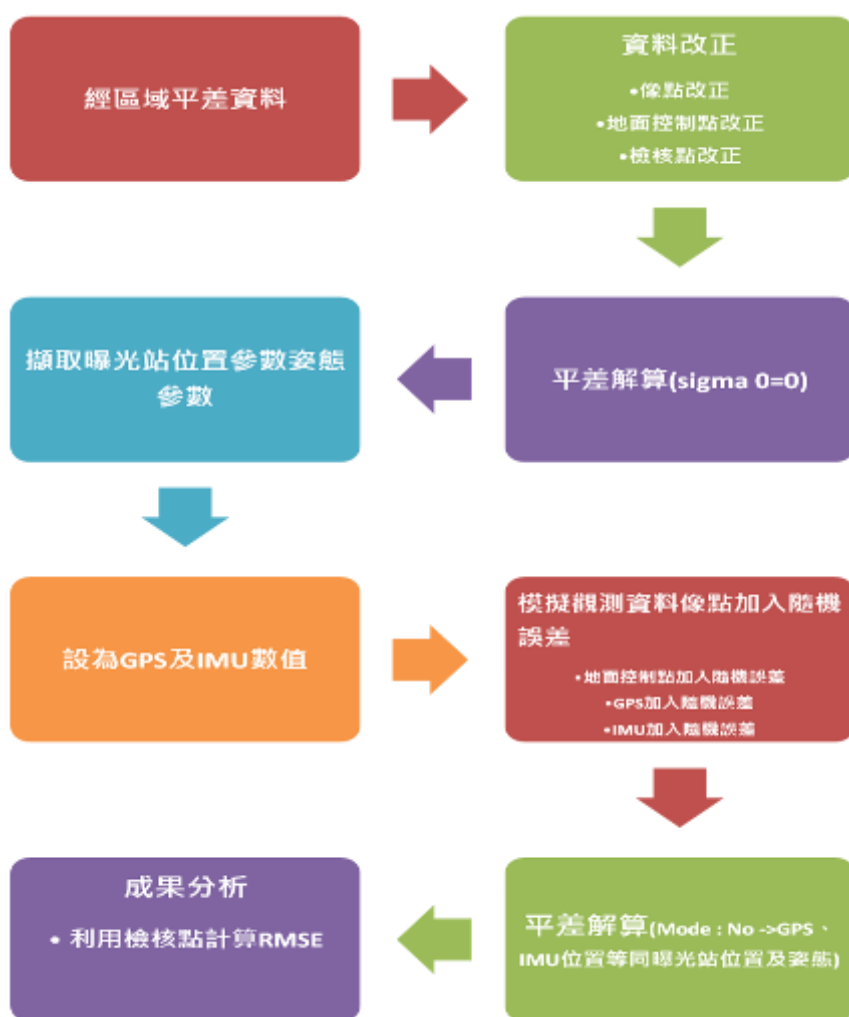 經區域平差資料
資料改正
•像點改正
•地面控制點改正
•檢核點改正
平差解算(sigma 0=0)
擷取曝光站位置參數姿態
參數
設為GPS及IMU數值
模擬觀測資料像點加入隨機
誤差
•地面控制點加入隨機誤差
•GPS加入隨機誤差
•IMU加入隨機誤差
平差解算(Mode : No ->GPS、
IMU位置等同曝光站位置及姿態)
成果分析
• 利用檢核點計算RMSE